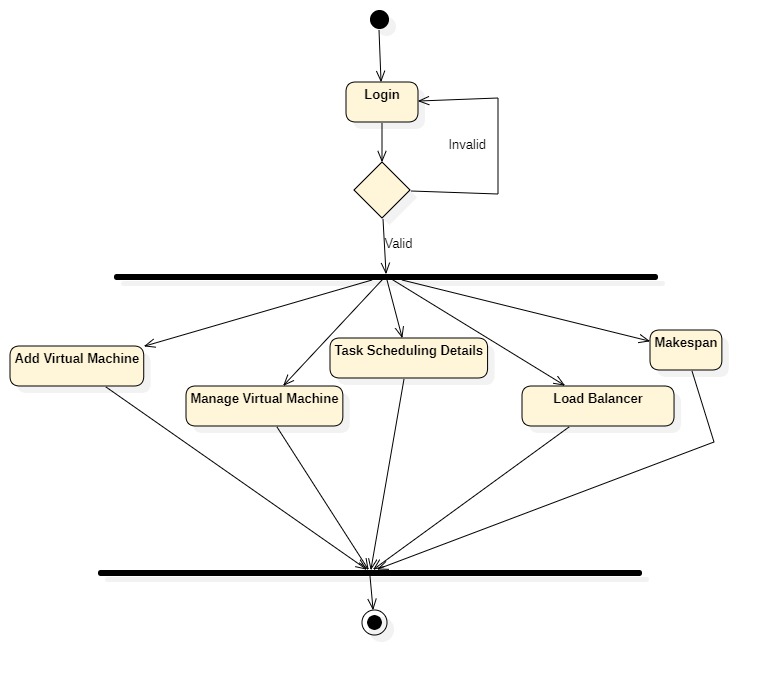 Login
Invalid
Valid
Makespan
Task Scheduling Details
Add Virtual Machine
Manage Virtual Machine
Load Balancer